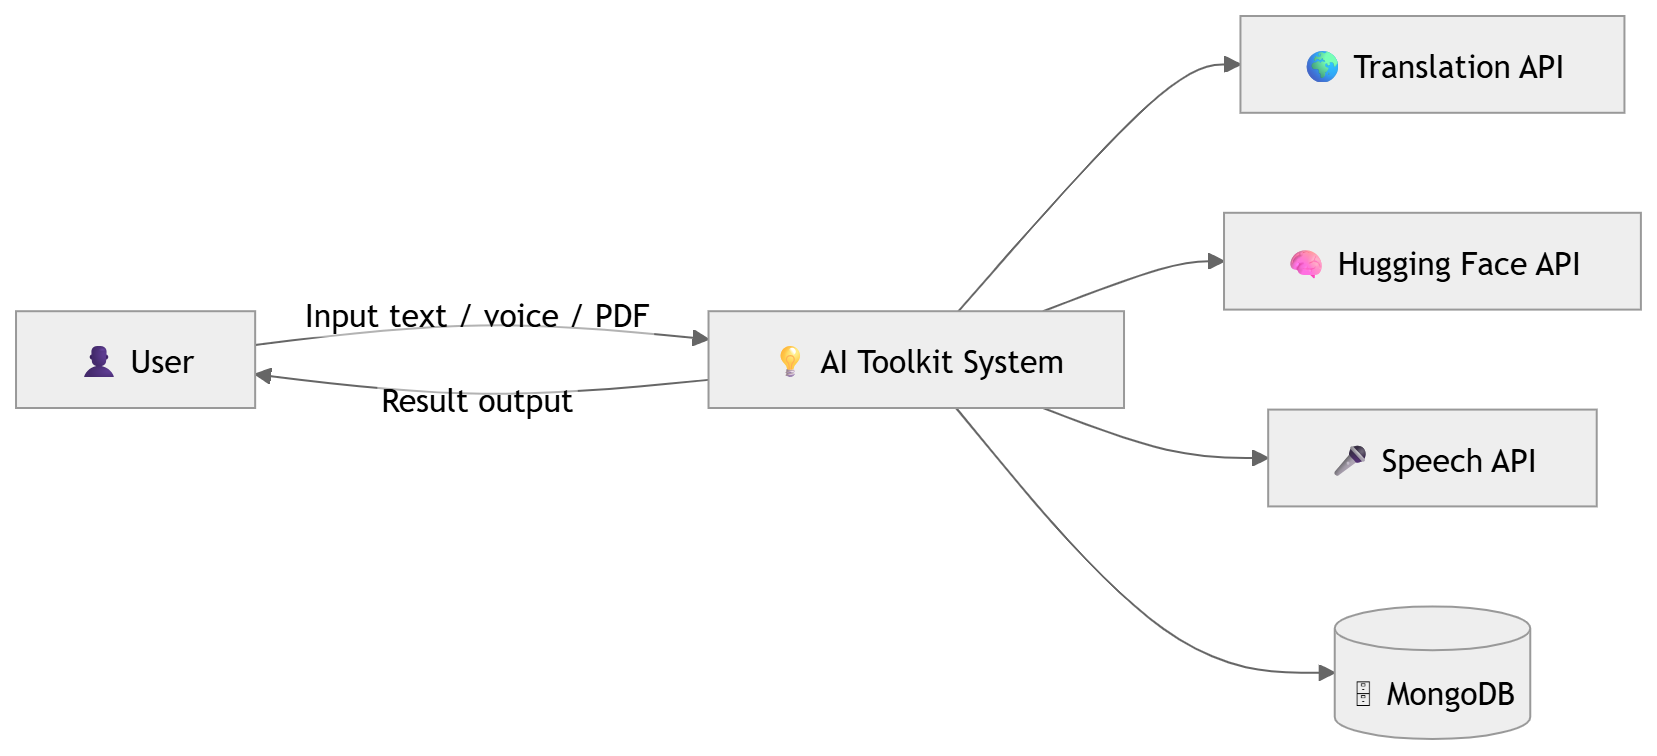 Translation API
Hugging Face API
Input text / voice / PDF
User
AI Toolkit System
Result output
Speech API
MongoDB